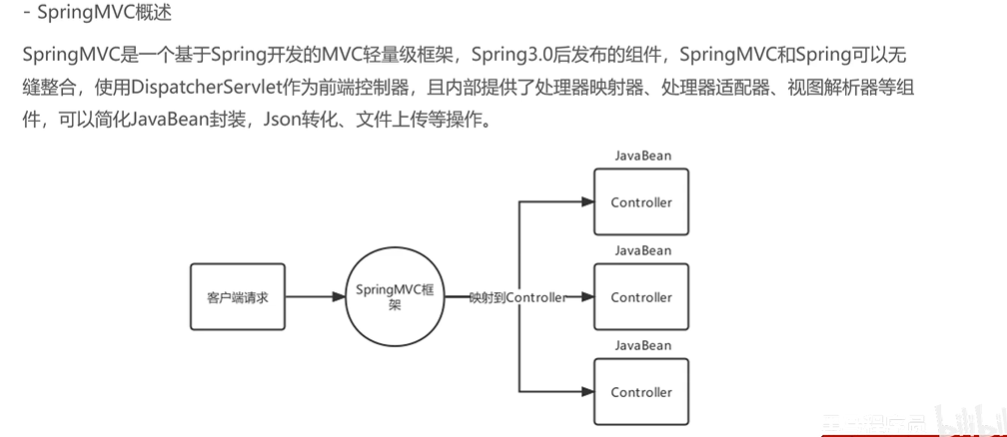 - SpringMVC概述
SpringMVC是一个基于Spring开发的MVC轻量级框架，Spring3.0后发布的组件，SpringMVC和Spring可以无
缝整合，使用DispatcherServlet作为前端控制器，且内部提供了处理器映射器、处理器适配器、视图解析器等组
件，可以简化JavaBean封装，Json转化、文件上传等操作。
JavaBean
Controller
JavaBean
客户端请求
SpringMVC框
架
映射到Controller
Controller
JavaBean
Controller